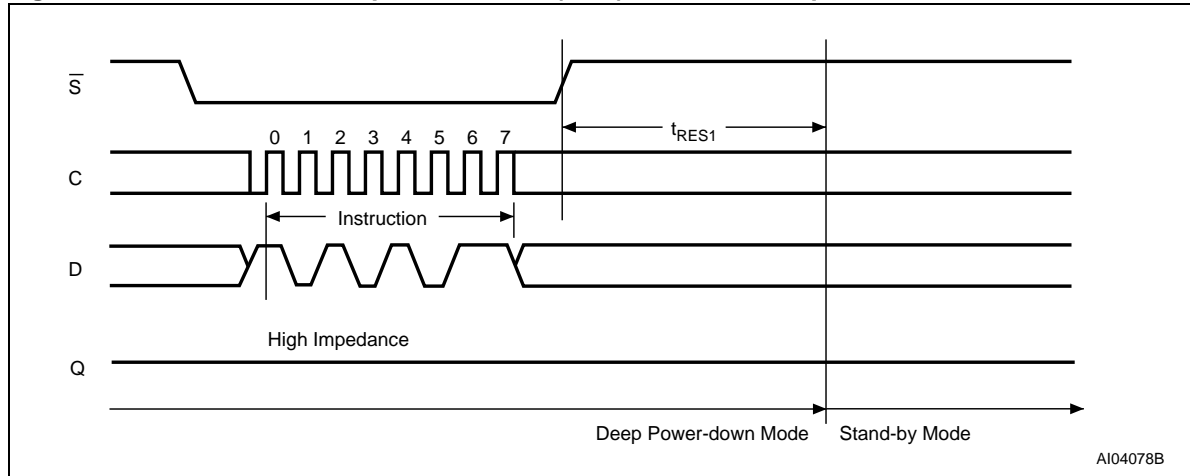 S̅
t_RES1
0 1 2 3 4 5 6 7
C
Instruction
D
High Impedance
Q
Deep Power-down Mode Stand-by Mode
AI04078B